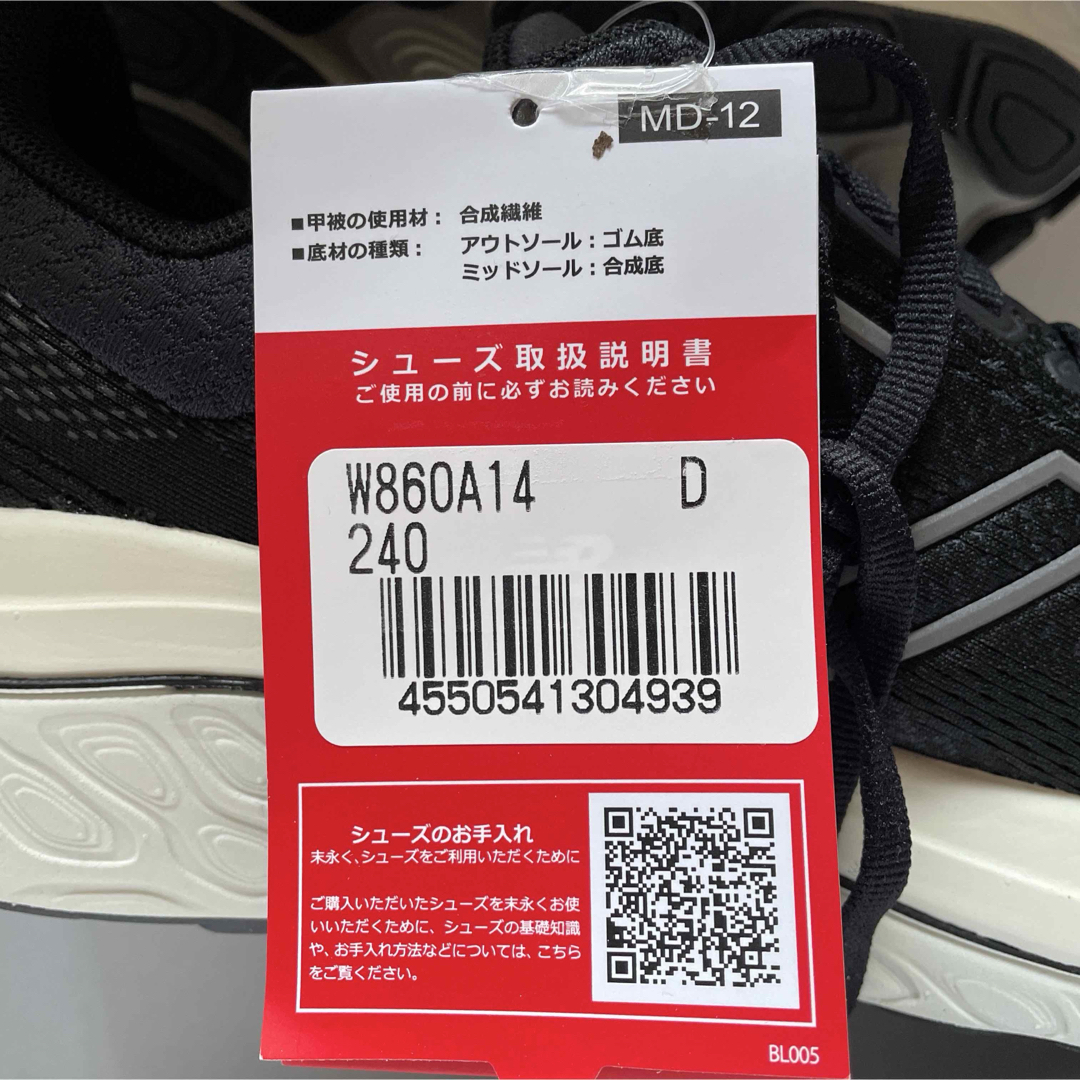 MD-12
■甲被の使用材： 合成繊維
■底材の種類： アウトソール：ゴム底
ミッドソール：合成底
シューズ取扱説明書
ご使用の前に必ずお読みください
W860A14 D
240
4550541304939
シューズのお手入れ
末永く、シューズをご利用いただくために
ご購入いただいたシューズを末永くお使
いいただくために、シューズの基礎知識
や、お手入れ方法などについては、こちら
をご覧ください。
BL005